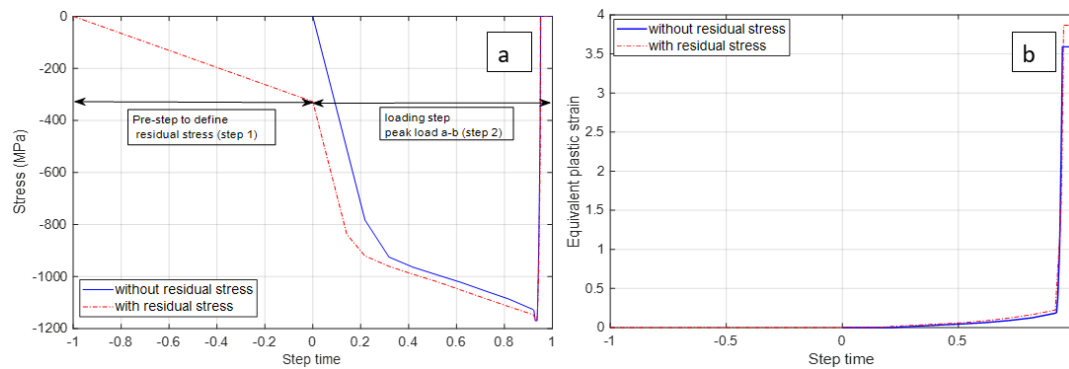 0
-200
-400
-600
-800
-1000
-1200
Stress (MPa)
a
Pre-step to define
residual stress (step 1)
loading step
peak load a-b (step 2)
without residual stress
with residual stress
-1 -0.8 -0.6 -0.4 -0.2 0 0.2 0.4 0.6 0.8 1
Step time
4
3.5
3
2.5
2
1.5
1
0.5
0
Equivalent plastic strain
without residual stress
with residual stress
b
-1 -0.5 0 0.5 1
Step time